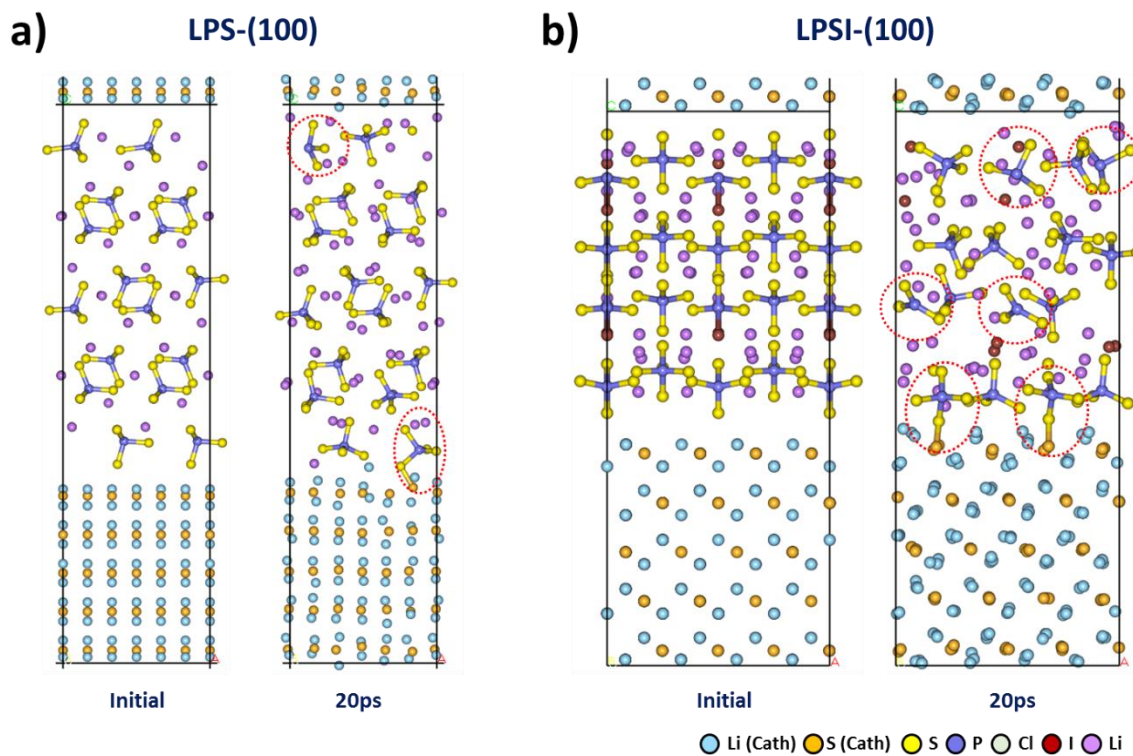 a) LPS-(100)
b) LPSI-(100)
Initial
20ps
Initial
20ps
Li (Cath) S (Cath) S P Cl I Li